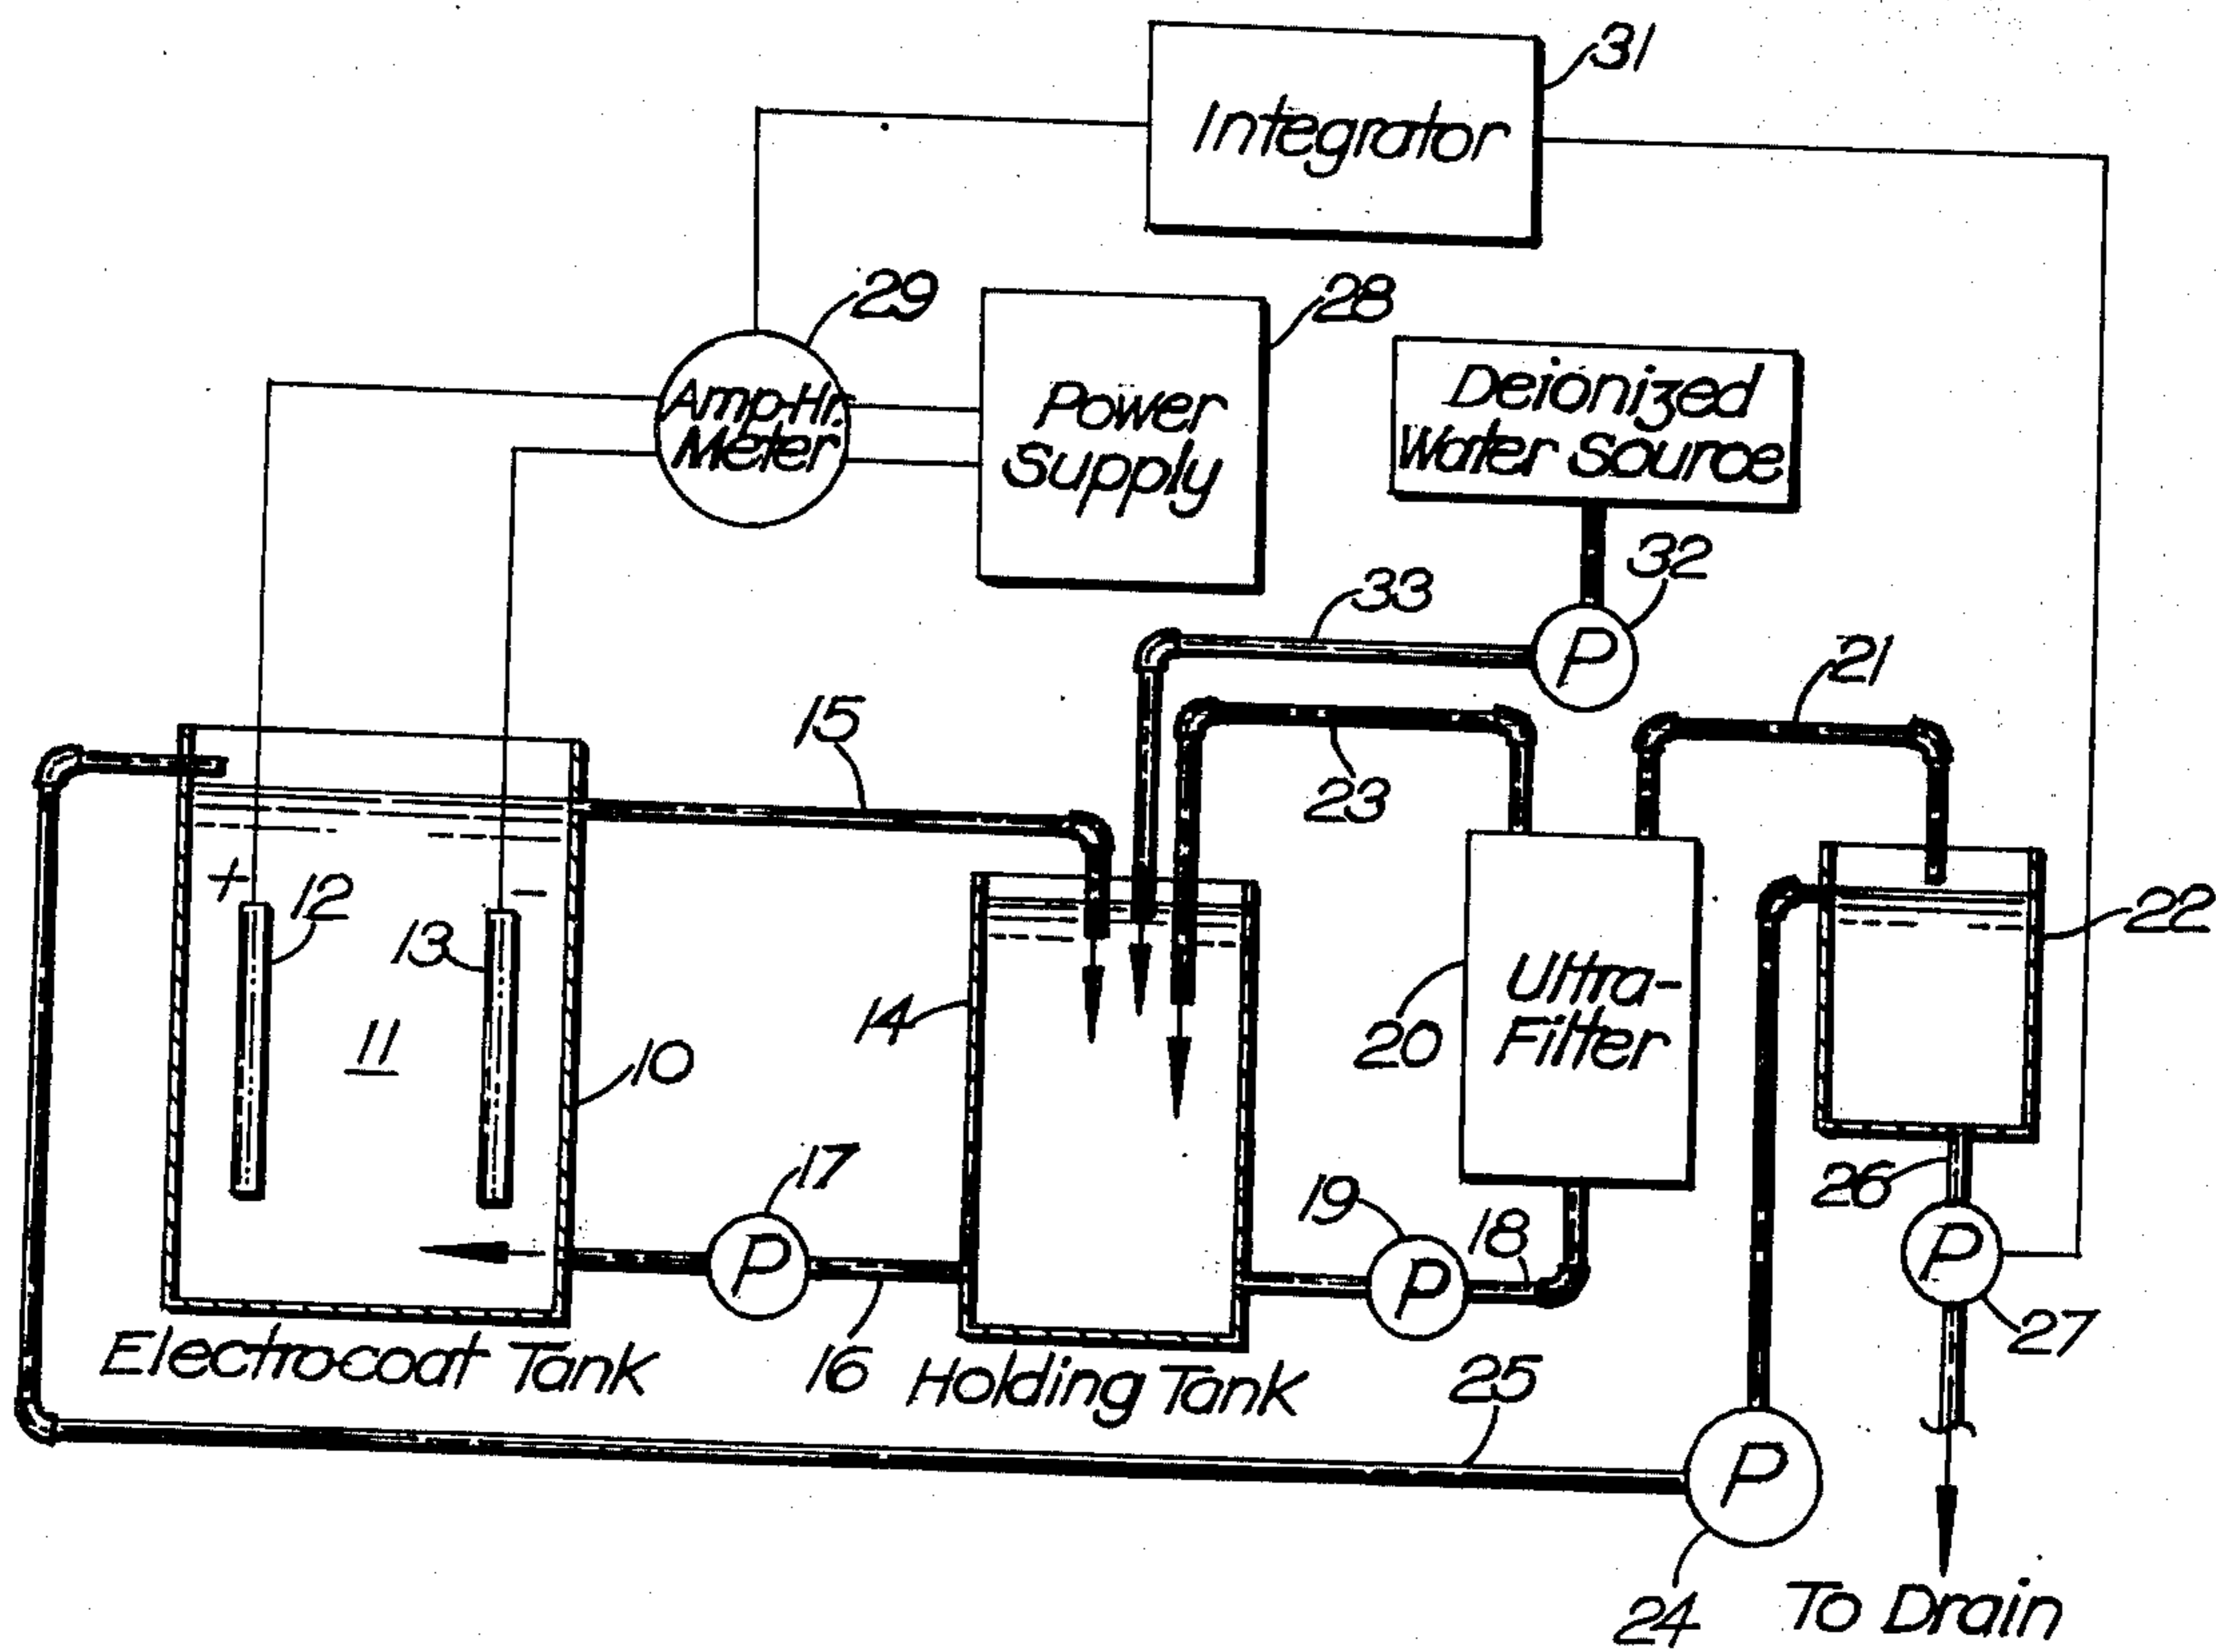 31
Integrator
29
28
Amp-Hr.
Meter
Power
Supply
Deionized
Water Source
32
33
P
21
15
23
+
12
-
13
22
11
14
20
Ultra-
Filter
10
17
19
18
26
P
P
P
27
Electrocoat Tank
16
Holding Tank
25
P
24
To Drain